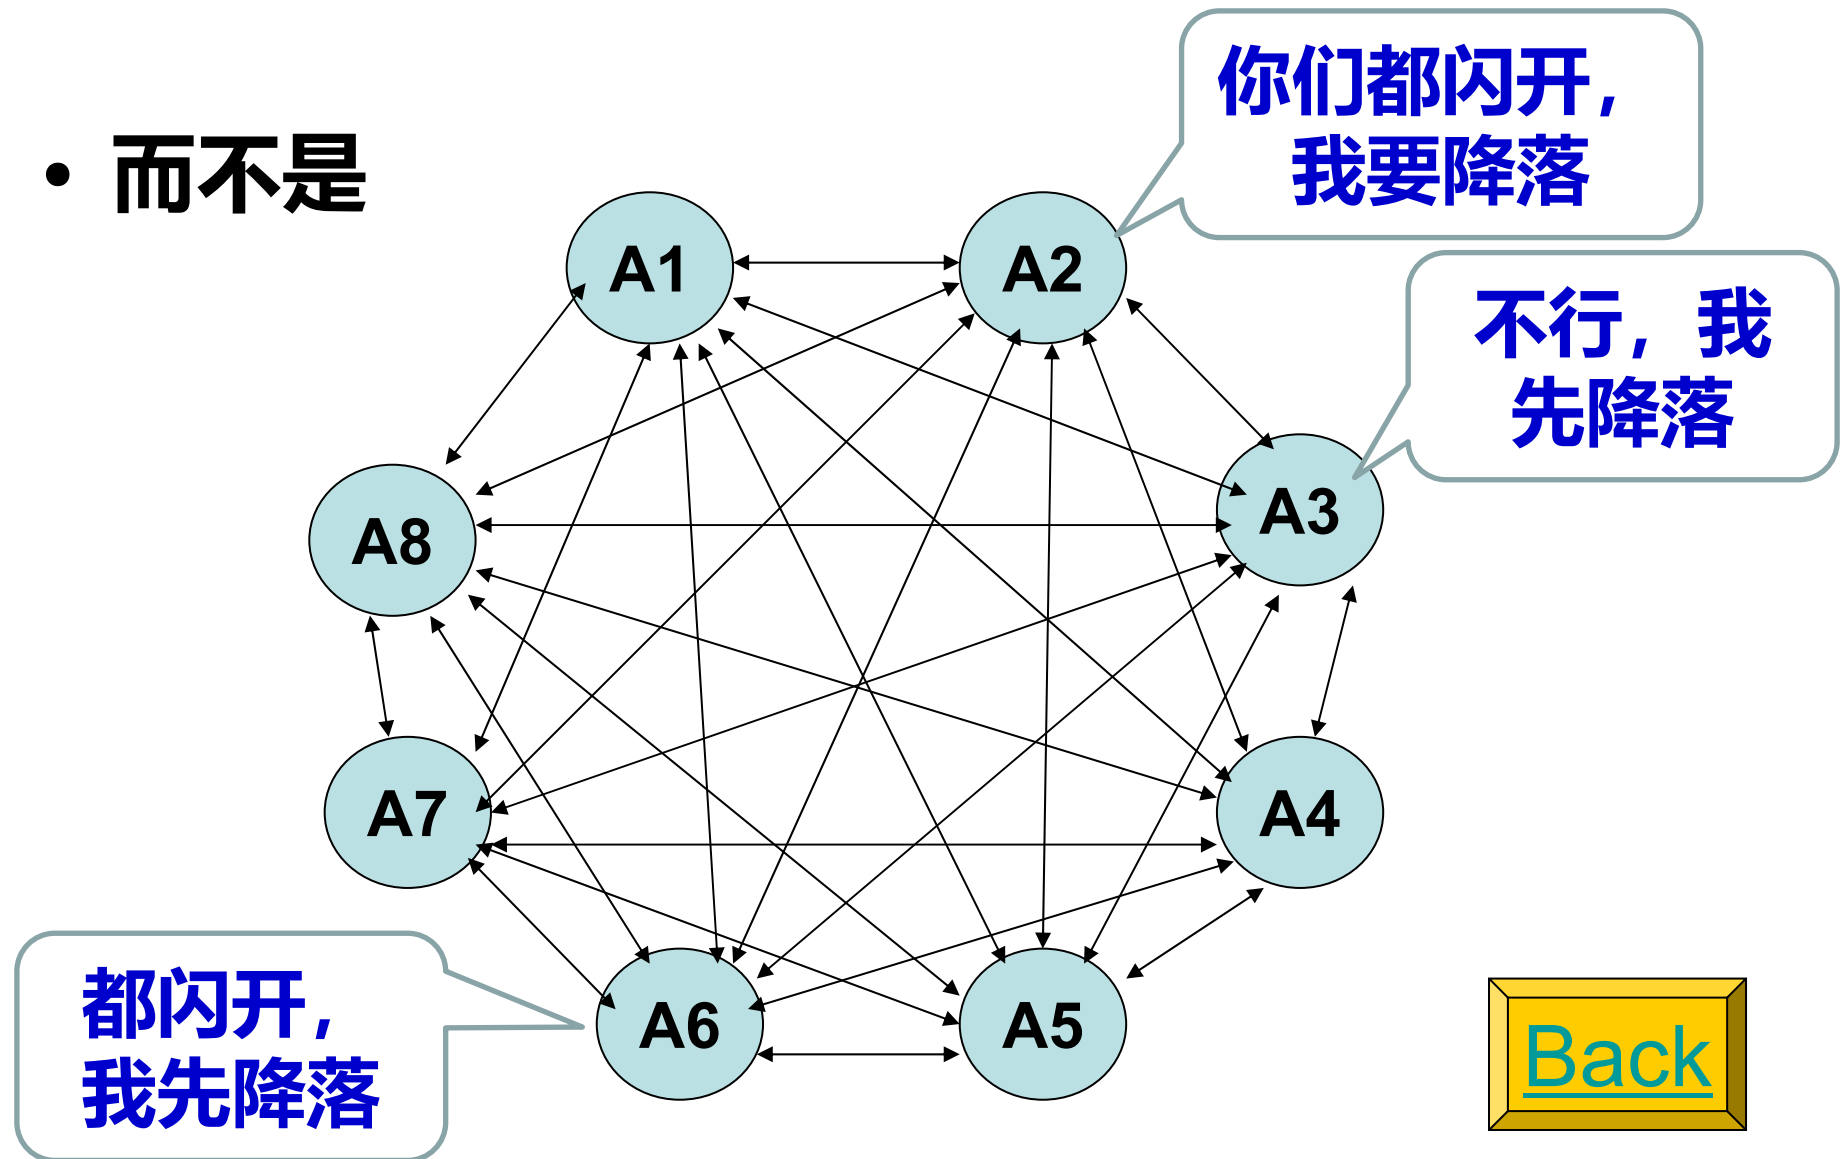 你们都闪开，
我要降落
• 而不是
A1
A2
不行，我
先降落
A3
A8
A7
A4
都闪开，
我先降落
A6
A5
Back